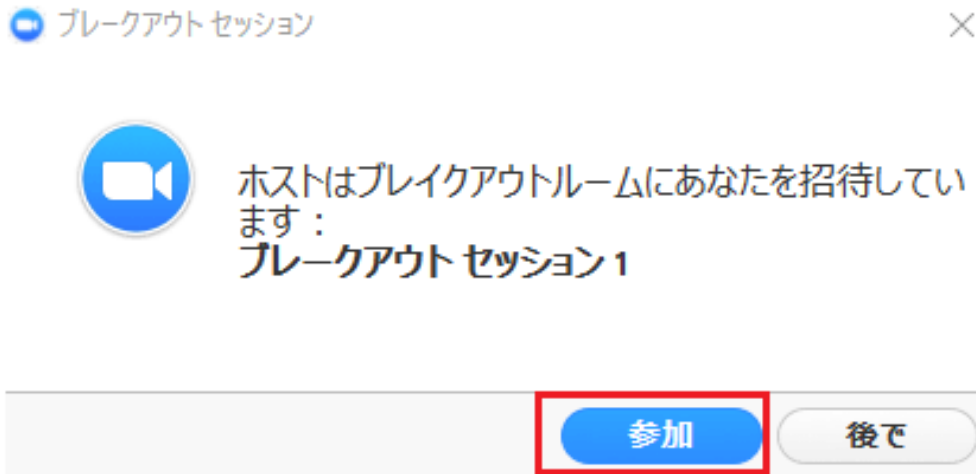 ブレークアウト セッション
ホストはブレイクアウトルームにあなたを招待してい
ます：
ブレークアウト セッション 1
参加 後で